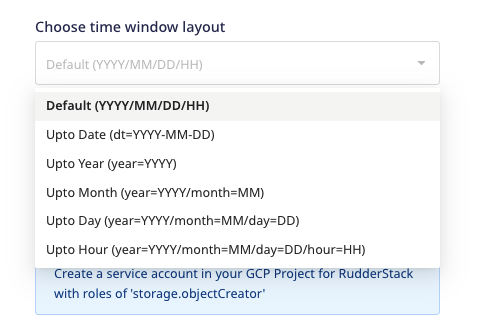 Choose time window layout
Default (YYYY/MM/DD/HH)
Default (YYYY/MM/DD/HH)
Upto Date (dt=YYYY-MM-DD)
Upto Year (year=YYYY)
Upto Month (year=YYYY/month=MM)
Upto Day (year=YYYY/month=MM/day=DD)
Upto Hour (year=YYYY/month=MM/day=DD/hour=HH)
Create a service account in your GCP Project for RudderStack
with roles of 'storage.objectCreator'